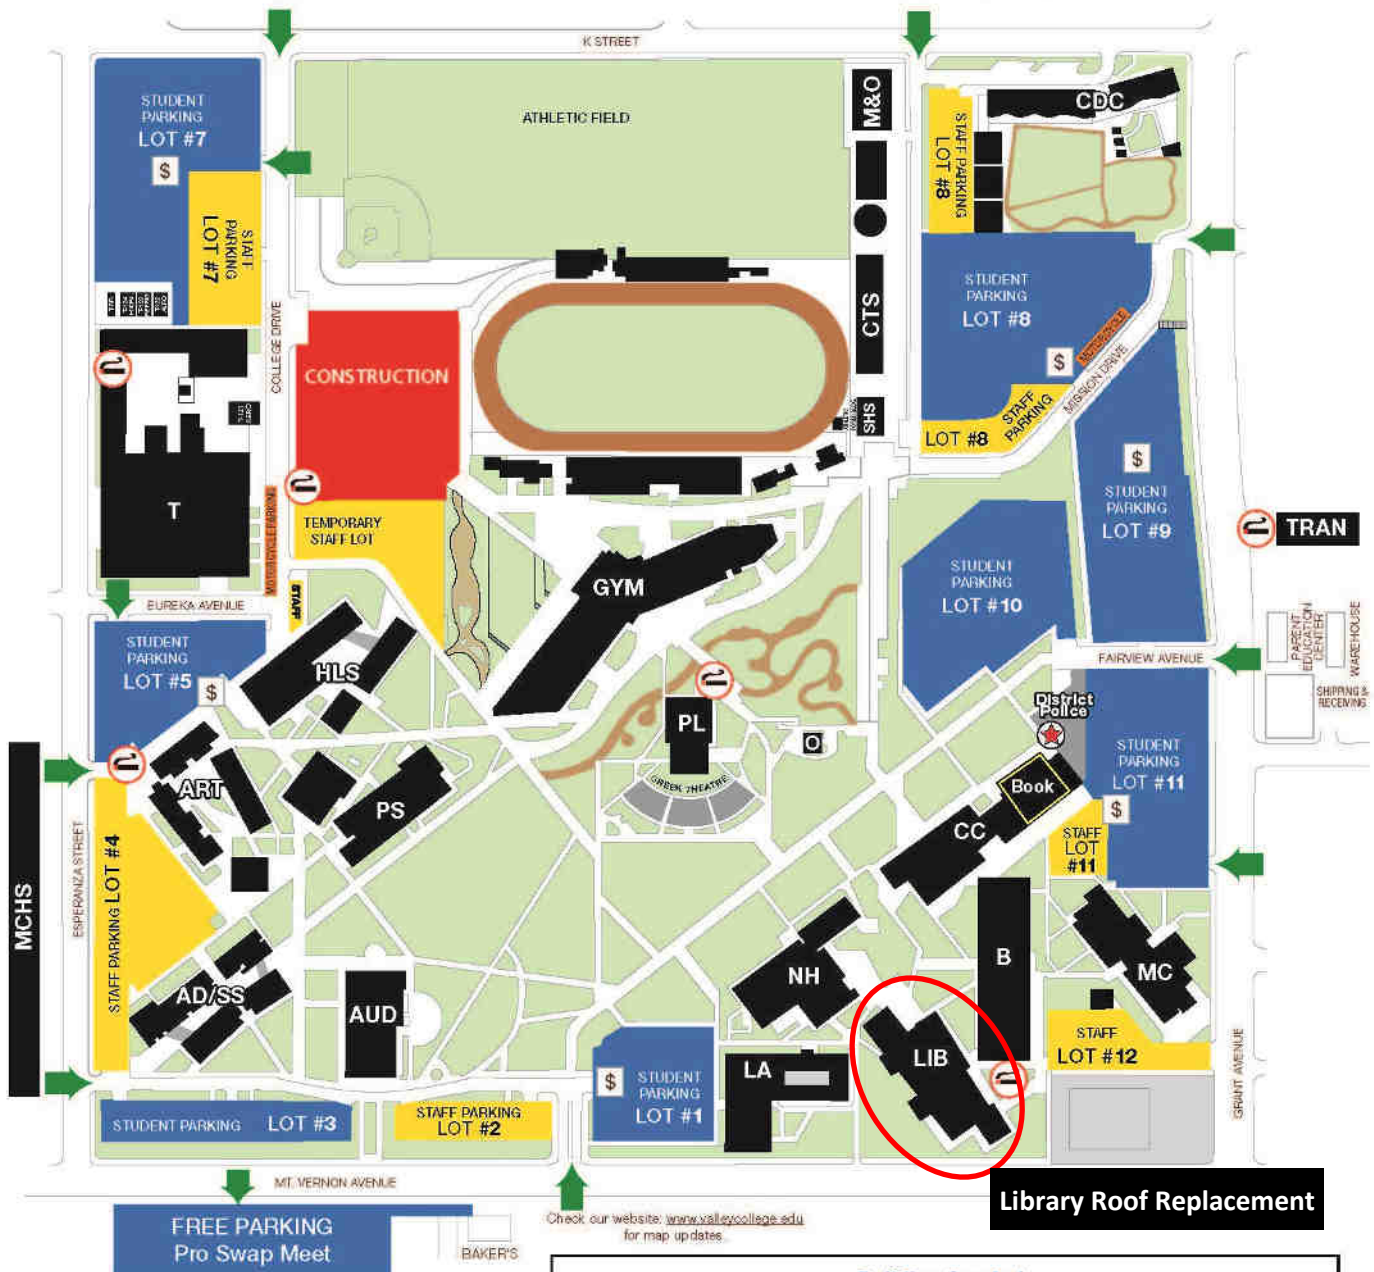 K STREET
STUDENT
PARKING
LOT #7
$
STAFF
PARKING
LOT #7
ATHLETIC FIELD
M&O
CDC
STAFF PARKING
LOT #8
STUDENT
PARKING
LOT #8
$
MOTORCYCLE
MISSION DRIVE
CTS
SHS
STAFF
PARKING
LOT #8
COLLEGE DRIVE
CONSTRUCTION
T
MOTORCYCLE PARKING
TEMPORARY
STAFF LOT
STAFF
$
STUDENT
PARKING
LOT #9
TRAN
GYM
STUDENT
PARKING
LOT #10
EUREKA AVENUE
STUDENT
PARKING
LOT #5
$
HLS
FAIRVIEW AVENUE
PARENT
EDUCATION
CENTER
WAREHOUSE
SHIPPING &
RECEIVING
PL
GREEK THEATRE
O
District
Police
STUDENT
PARKING
LOT #11
$
Book
CC
STAFF
LOT
#11
ART
PS
MCHS
ESPERANZA STREET
STAFF PARKING LOT #4
AD/SS
AUD
NH
B
MC
LIB
LA
STAFF
LOT #12
GRANT AVENUE
$
STUDENT
PARKING
LOT #1
STUDENT PARKING LOT #3
STAFF PARKING
LOT #2
MT. VERNON AVENUE
Library Roof Replacement
FREE PARKING
Pro Swap Meet
BAKER'S
Check our website: www.valleycollege.edu
for map updates.